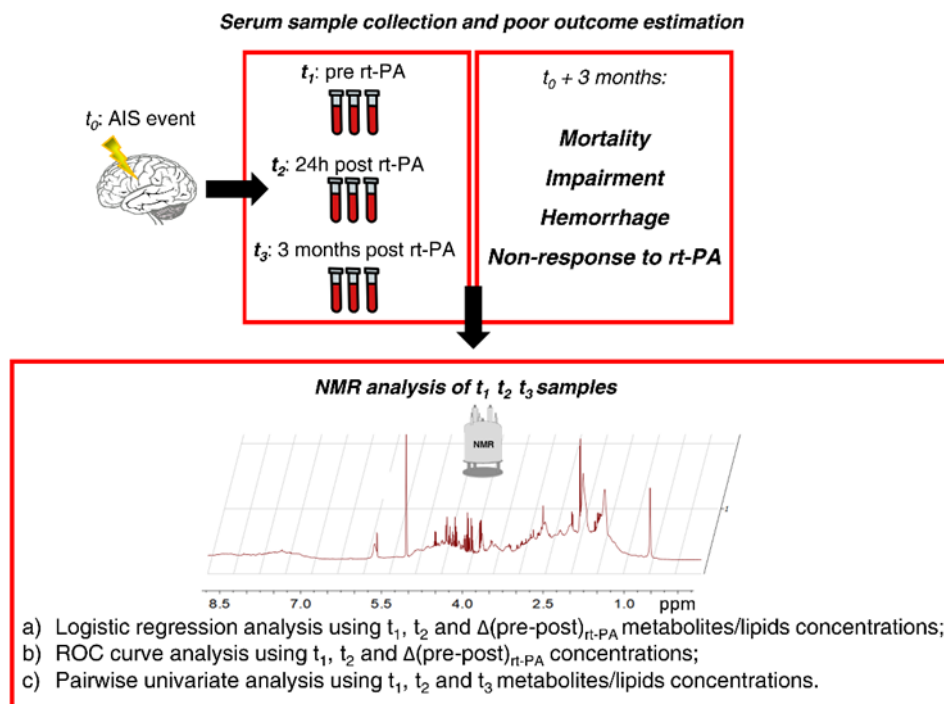 Serum sample collection and poor outcome estimation
t₀: AIS event
t₁: pre rt-PA
t₂: 24h post rt-PA
t₃: 3 months post rt-PA
t₀ + 3 months:
Mortality
Impairment
Hemorrhage
Non-response to rt-PA
NMR analysis of t₁ t₂ t₃ samples
NMR
1
8.5 7.0 5.5 4.0 2.5 1.0 ppm
a) Logistic regression analysis using t₁, t₂ and Δ(pre-post)rt-PA metabolites/lipids concentrations;
b) ROC curve analysis using t₁, t₂ and Δ(pre-post)rt-PA concentrations;
c) Pairwise univariate analysis using t₁, t₂ and t₃ metabolites/lipids concentrations.